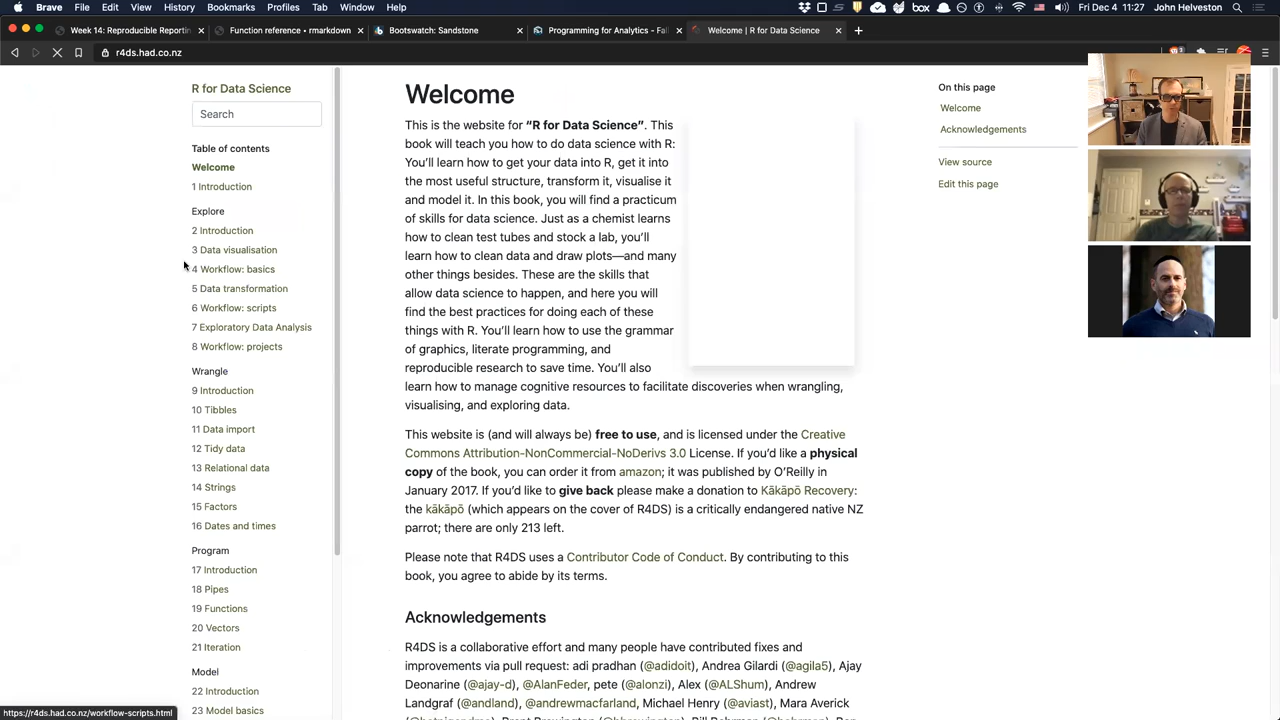 Brave File Edit View History Bookmarks Profiles Tab Window Help
box
Fri Dec 4 11:27 John Helveston
Week 14: Reproducible Reportin
Function reference • rmarkdown
Bootswatch: Sandstone
Programming for Analytics - Fall
Welcome | R for Data Science
r4ds.had.co.nz
R for Data Science
Search
Table of contents
Welcome
1 Introduction
Explore
2 Introduction
3 Data visualisation
4 Workflow: basics
5 Data transformation
6 Workflow: scripts
7 Exploratory Data Analysis
8 Workflow: projects
Wrangle
9 Introduction
10 Tibbles
11 Data import
12 Tidy data
13 Relational data
14 Strings
15 Factors
16 Dates and times
Program
17 Introduction
18 Pipes
19 Functions
20 Vectors
21 Iteration
Model
22 Introduction
23 Model basics
https://r4ds.had.co.nz/workflow-scripts.html
Welcome
This is the website for “R for Data Science”. This
book will teach you how to do data science with R:
You’ll learn how to get your data into R, get it into
the most useful structure, transform it, visualise it
and model it. In this book, you will find a practicum
of skills for data science. Just as a chemist learns
how to clean test tubes and stock a lab, you’ll
learn how to clean data and draw plots—and many
other things besides. These are the skills that
allow data science to happen, and here you will
find the best practices for doing each of these
things with R. You’ll learn how to use the grammar
of graphics, literate programming, and
reproducible research to save time. You’ll also
learn how to manage cognitive resources to facilitate discoveries when wrangling,
visualising, and exploring data.
This website is (and will always be) free to use, and is licensed under the Creative
Commons Attribution-NonCommercial-NoDerivs 3.0 License. If you’d like a physical
copy of the book, you can order it from amazon; it was published by O’Reilly in
January 2017. If you’d like to give back please make a donation to Kākāpō Recovery:
the kākāpō (which appears on the cover of R4DS) is a critically endangered native NZ
parrot; there are only 213 left.
Please note that R4DS uses a Contributor Code of Conduct. By contributing to this
book, you agree to abide by its terms.
Acknowledgements
R4DS is a collaborative effort and many people have contributed fixes and
improvements via pull request: adi pradhan (@adidoit), Andrea Gilardi (@agila5), Ajay
Deonarine (@ajay-d), @AlanFeder, pete (@alonzi), Alex (@ALShum), Andrew
Landgraf (@andland), @andrewmacfarland, Michael Henry (@aviast), Mara Averick
On this page
Welcome
Acknowledgements
View source
Edit this page